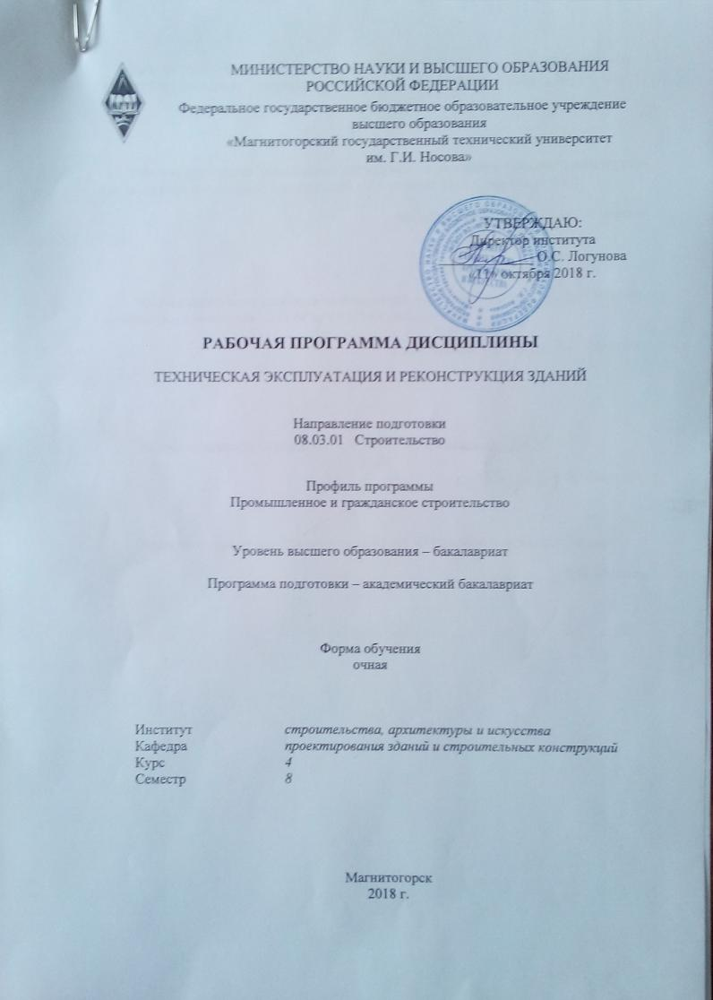 МИНИСТЕРСТВО НАУКИ И ВЫСШЕГО ОБРАЗОВАНИЯ
РОССИЙСКОЙ ФЕДЕРАЦИИ
Федеральное государственное бюджетное образовательное учреждение
высшего образования
«Магнитогорский государственный технический университет
им. Г.И. Носова»
УТВЕРЖДАЮ:
Директор института
О.С. Логунова
«11» октября 2018 г.
РАБОЧАЯ ПРОГРАММА ДИСЦИПЛИНЫ
ТЕХНИЧЕСКАЯ ЭКСПЛУАТАЦИЯ И РЕКОНСТРУКЦИЯ ЗДАНИЙ
Направление подготовки
08.03.01 Строительство
Профиль программы
Промышленное и гражданское строительство
Уровень высшего образования – бакалавриат
Программа подготовки – академический бакалавриат
Форма обучения
очная
Институт строительства, архитектуры и искусства
Кафедра проектирования зданий и строительных конструкций
Курс 4
Семестр 8
Магнитогорск
2018 г.